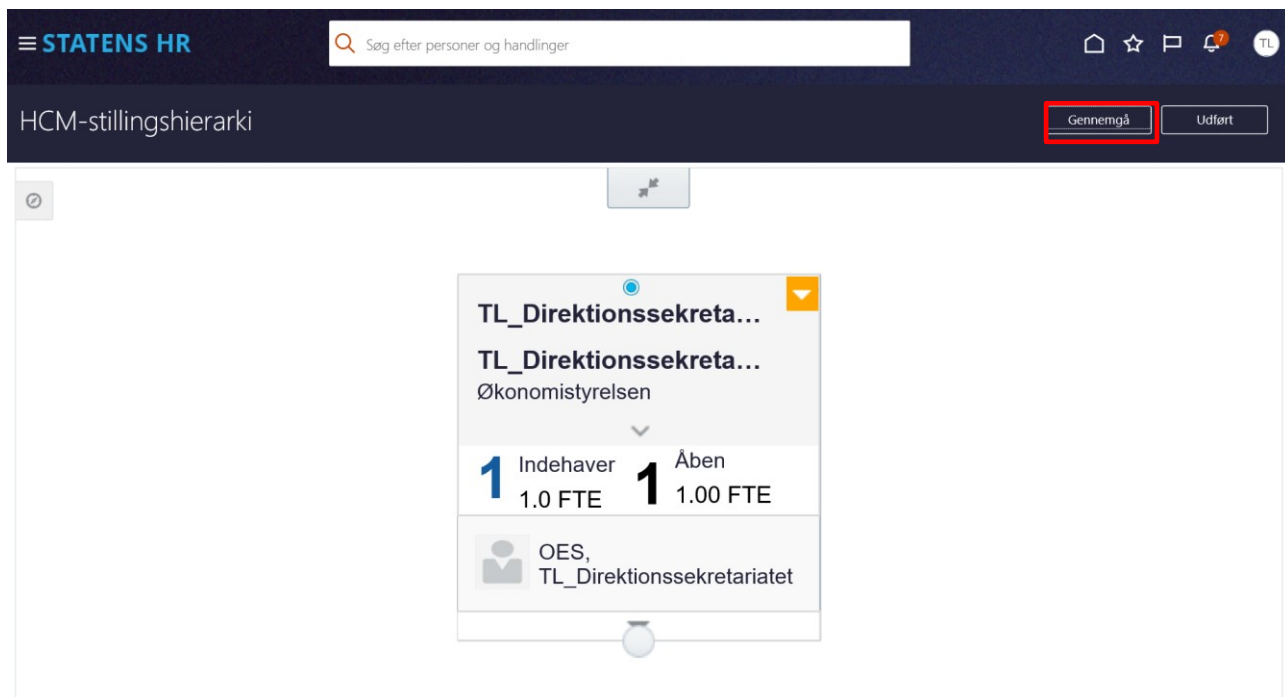 STATENS HR
Søg efter personer og handlinger
7
TL
HCM-stillingshierarki
Gennemgå
Udført
TL_Direktionssekreta...
TL_Direktionssekreta...
Økonomistyrelsen
1 Indehaver 1.0 FTE
1 Åben 1.00 FTE
OES,
TL_Direktionssekretariatet